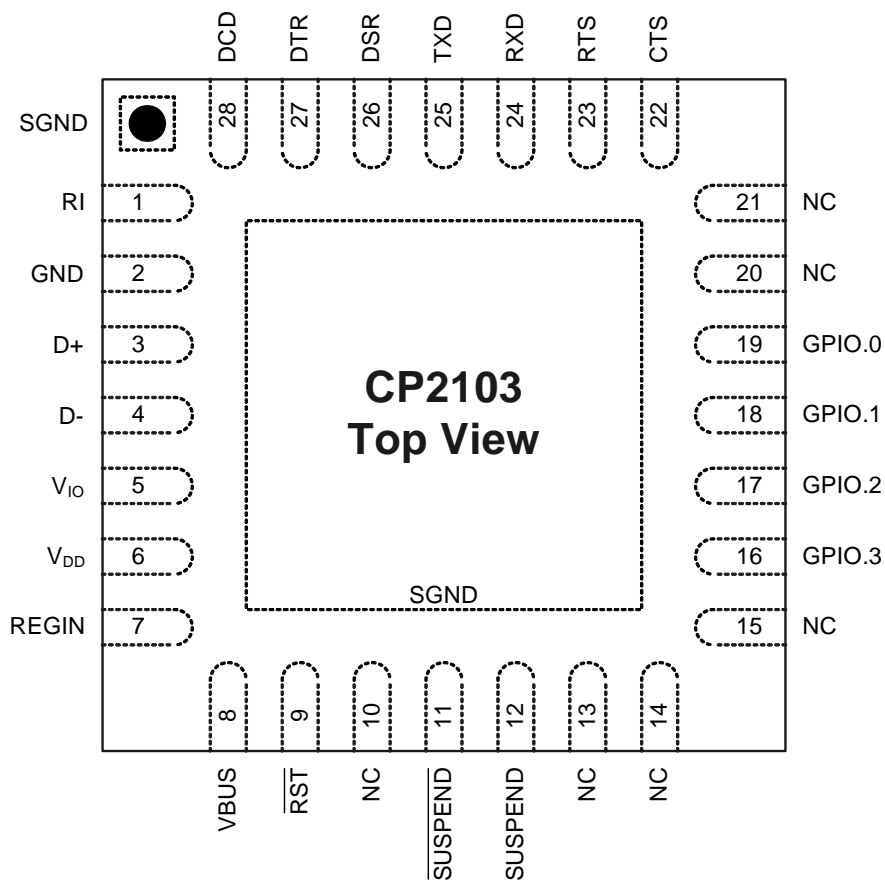 DCD DTR DSR TXD RXD RTS CTS
28 27 26 25 24 23 22
SGND
RI 1 21 NC
GND 2 20 NC
D+ 3 19 GPIO.0
D- 4 18 GPIO.1
VIO 5 17 GPIO.2
VDD 6 16 GPIO.3
REGIN 7 15 NC
CP2103
Top View
SGND
8 9 10 11 12 13 14
VBUS RST NC SUSPEND SUSPEND NC NC